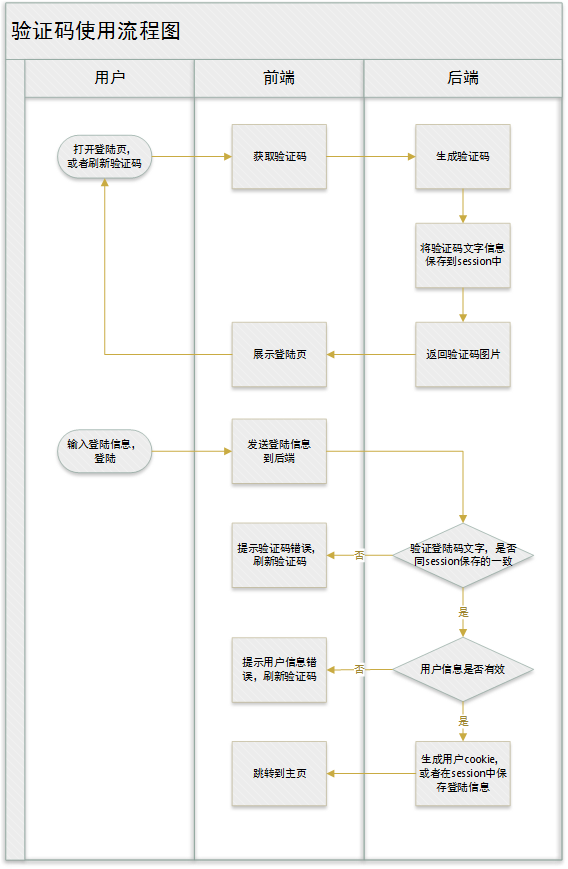 验证码使用流程图
用户
前端
后端
打开登陆页，
或者刷新验证码
获取验证码
生成验证码
将验证码文字信息
保存到session中
展示登陆页
返回验证码图片
输入登陆信息，
登陆
发送登陆信息
到后端
提示验证码错误，
刷新验证码
否
验证登陆码文字，是否
同session保存的一致
是
提示用户信息错
误，刷新验证码
否
用户信息是否有效
是
跳转到主页
生成用户cookie，
或者在session中保
存登陆信息